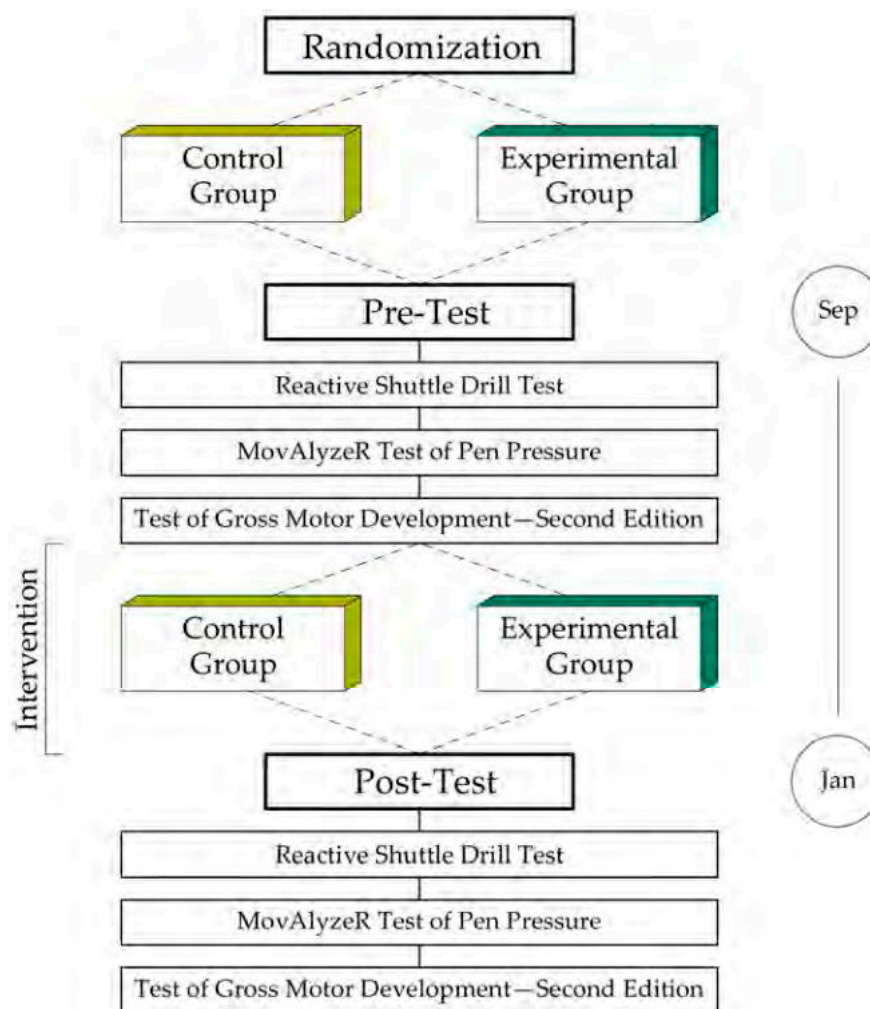 Randomization
Control
Group
Experimental
Group
Pre-Test
Sep
Reactive Shuttle Drill Test
MovAlyzeR Test of Pen Pressure
Test of Gross Motor Development—Second Edition
Intervention
Control
Group
Experimental
Group
Post-Test
Jan
Reactive Shuttle Drill Test
MovAlyzeR Test of Pen Pressure
Test of Gross Motor Development—Second Edition